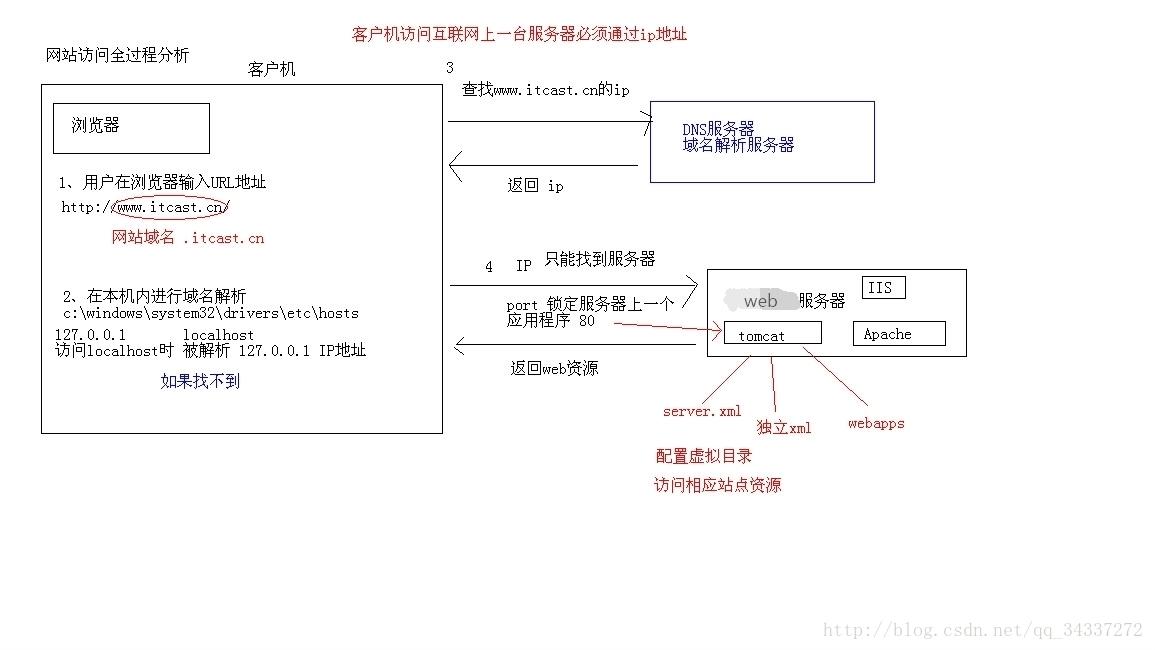 客户机访问互联网上一台服务器必须通过ip地址
网站访问全过程分析
客户机
3
查找www.itcast.cn的ip
浏览器
DNS服务器
域名解析服务器
1、用户在浏览器输入URL地址
http://www.itcast.cn/
返回 ip
网站域名 .itcast.cn
4 IP 只能找到服务器
2、在本机内进行域名解析
c:\windows\system32\drivers\etc\hosts
port 锁定服务器上一个
应用程序 80
web 服务器
IIS
127.0.0.1 localhost
访问localhost时 被解析 127.0.0.1 IP地址
tomcat
Apache
返回web资源
如果找不到
server.xml
独立xml
webapps
配置虚拟目录
访问相应站点资源
http://blog.csdn.net/qq_34337272